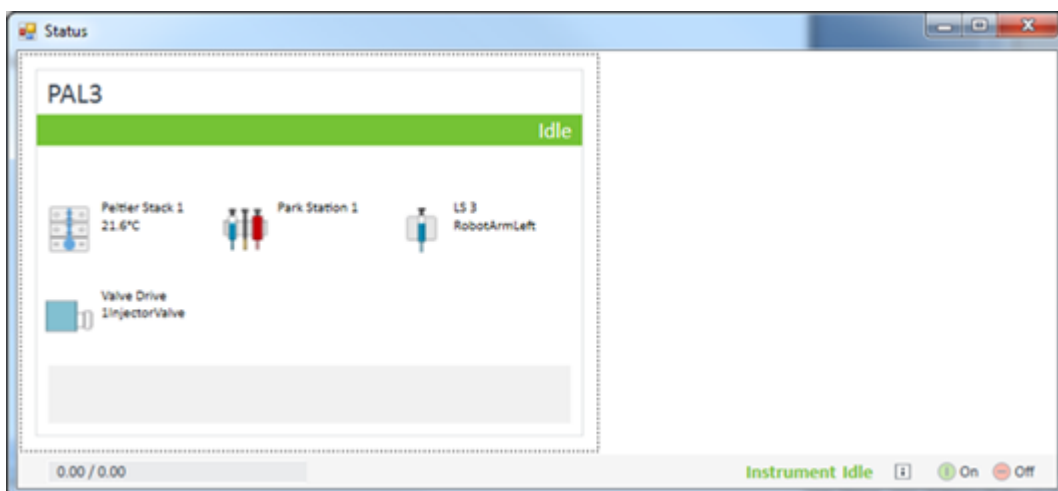 Status
PAL3
Idle
Peltier Stack 1
21.6°C
Park Station 1
LS 3
RobotArmLeft
Valve Drive
1InjectorValve
0.00 / 0.00
Instrument Idle
On
Off